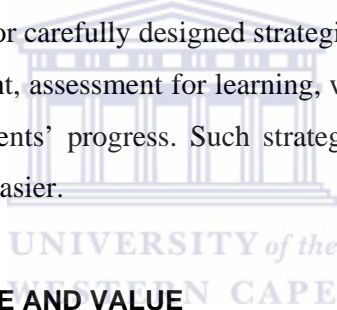 or carefully designed strategi
nt, assessment for learning, v
ents’ progress. Such strateg
asier.
UNIVERSITY of the
WESTERN CAPE
E AND VALUE